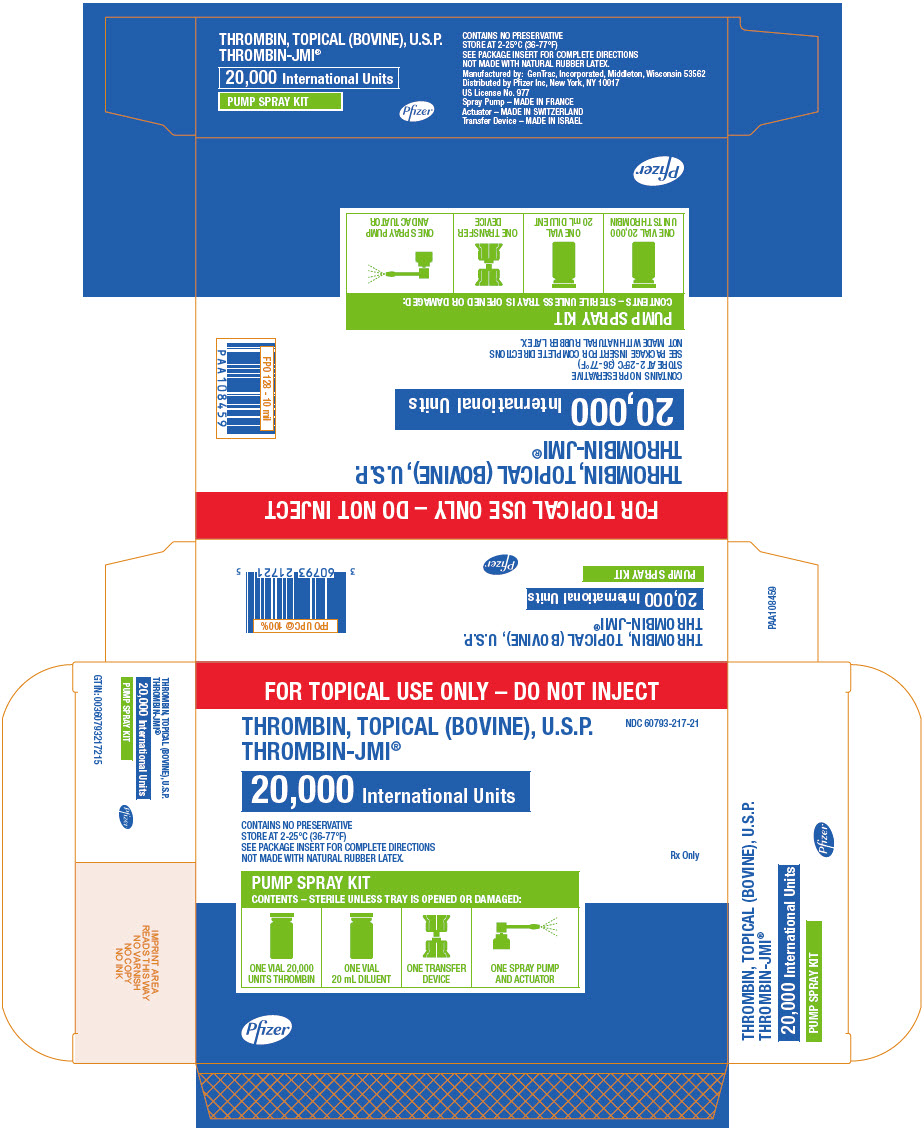 THROMBIN, TOPICAL (BOVINE), U.S.P.
THROMBIN-JMI®
20,000 International Units
PUMP SPRAY KIT
Pfizer
CONTAINS NO PRESERVATIVE
STORE AT 2-25°C (36-77°F)
SEE PACKAGE INSERT FOR COMPLETE DIRECTIONS
NOT MADE WITH NATURAL RUBBER LATEX.
Manufactured by: GenTrac, Incorporated, Middleton, Wisconsin 53562
Distributed by Pfizer Inc, New York, NY 10017
US License No. 977
Spray Pump – MADE IN FRANCE
Actuator – MADE IN SWITZERLAND
Transfer Device – MADE IN ISRAEL
FOR TOPICAL USE ONLY – DO NOT INJECT
THROMBIN, TOPICAL (BOVINE), U.S.P.
THROMBIN-JMI®
20,000 International Units
CONTAINS NO PRESERVATIVE
STORE AT 2-25°C (36-77°F)
SEE PACKAGE INSERT FOR COMPLETE DIRECTIONS
NOT MADE WITH NATURAL RUBBER LATEX.
PUMP SPRAY KIT
CONTENTS – STERILE UNLESS TRAY IS OPENED OR DAMAGED:
ONE VIAL 20,000
UNITS THROMBIN
ONE VIAL
20 mL DILUENT
ONE TRANSFER
DEVICE
ONE SPRAY PUMP
AND ACTUATOR
Pfizer
FPO 128 - 10 mil
PAA108459
THROMBIN, TOPICAL (BOVINE), U.S.P.
THROMBIN-JMI®
20,000 International Units
PUMP SPRAY KIT
Pfizer
FPO UPC @ 100%
3 60793 21721 5
PAA108459
FOR TOPICAL USE ONLY – DO NOT INJECT
THROMBIN, TOPICAL (BOVINE), U.S.P.
THROMBIN-JMI®
NDC 60793-217-21
20,000 International Units
CONTAINS NO PRESERVATIVE
STORE AT 2-25°C (36-77°F)
SEE PACKAGE INSERT FOR COMPLETE DIRECTIONS
NOT MADE WITH NATURAL RUBBER LATEX.
Rx Only
PUMP SPRAY KIT
CONTENTS – STERILE UNLESS TRAY IS OPENED OR DAMAGED:
ONE VIAL 20,000
UNITS THROMBIN
ONE VIAL
20 mL DILUENT
ONE TRANSFER
DEVICE
ONE SPRAY PUMP
AND ACTUATOR
Pfizer
THROMBIN, TOPICAL (BOVINE), U.S.P.
THROMBIN-JMI®
20,000 International Units
PUMP SPRAY KIT
GTIN: 00360793217215
Pfizer
IMPRINT AREA
READS THIS WAY
NO VARNISH
NO COPY
NO INK
THROMBIN, TOPICAL (BOVINE), U.S.P.
THROMBIN-JMI®
20,000 International Units
PUMP SPRAY KIT
Pfizer